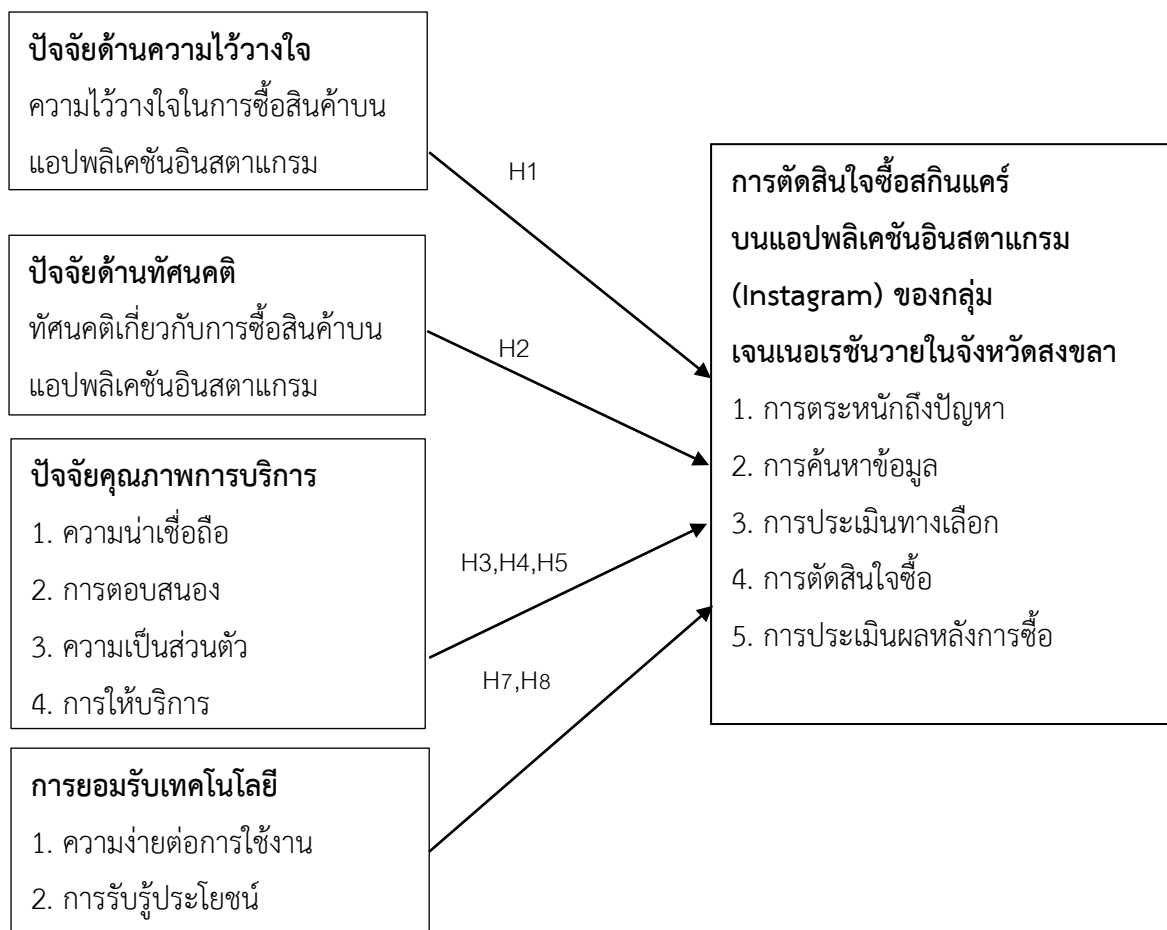 ปัจจัยด้านความไว้วางใจ
ความไว้วางใจในการซื้อสินค้าบน
แอปพลิเคชันอินสตาแกรม
H1
ปัจจัยด้านทัศนคติ
ทัศนคติเกี่ยวกับการซื้อสินค้าบน
แอปพลิเคชันอินสตาแกรม
H2
ปัจจัยคุณภาพการบริการ
1. ความน่าเชื่อถือ
2. การตอบสนอง
3. ความเป็นส่วนตัว
4. การให้บริการ
H3,H4,H5
การยอมรับเทคโนโลยี
1. ความง่ายต่อการใช้งาน
2. การรับรู้ประโยชน์
H7,H8
การตัดสินใจซื้อสกินแคร์
บนแอปพลิเคชันอินสตาแกรม
(Instagram) ของกลุ่ม
เจนเนอเรชันวายในจังหวัดสงขลา
1. การตระหนักถึงปัญหา
2. การค้นหาข้อมูล
3. การประเมินทางเลือก
4. การตัดสินใจซื้อ
5. การประเมินผลหลังการซื้อ